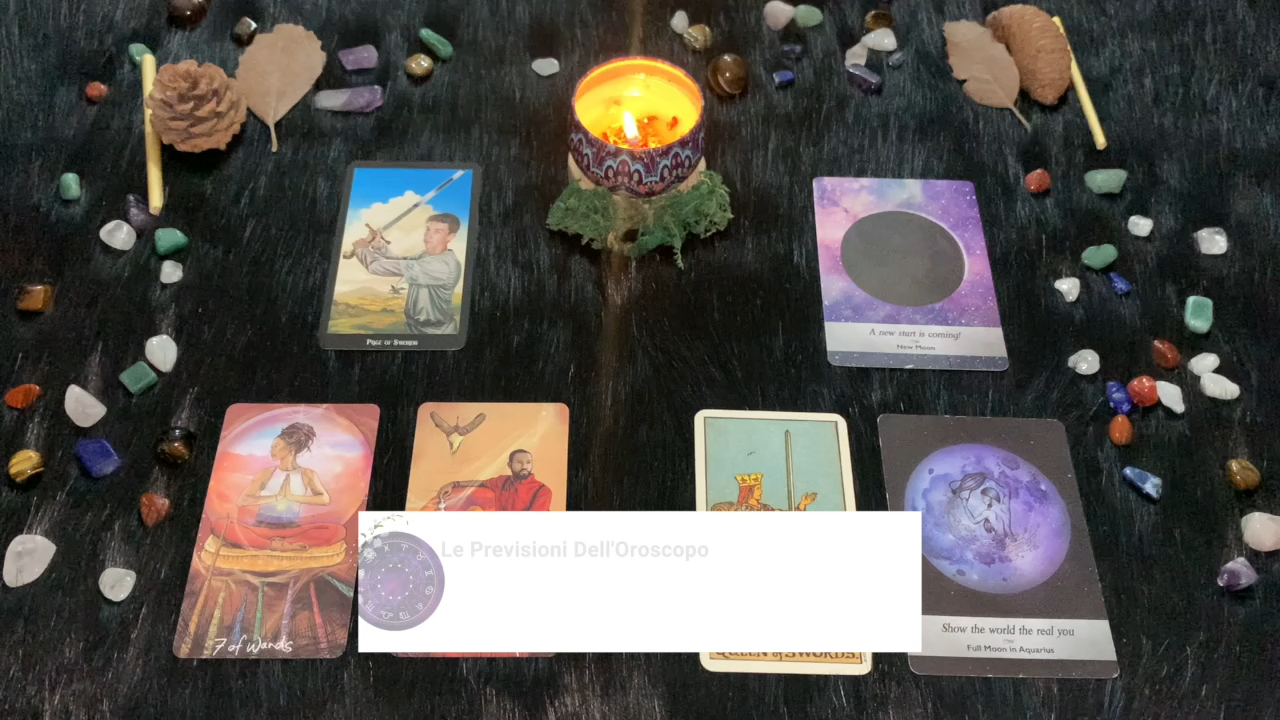 PAGE OF SWORDS
A new start is coming!
New Moon
7 of Wands
Le Previsioni Dell'Oroscopo
QUEEN of SWORDS.
Show the world the real you
Full Moon in Aquarius